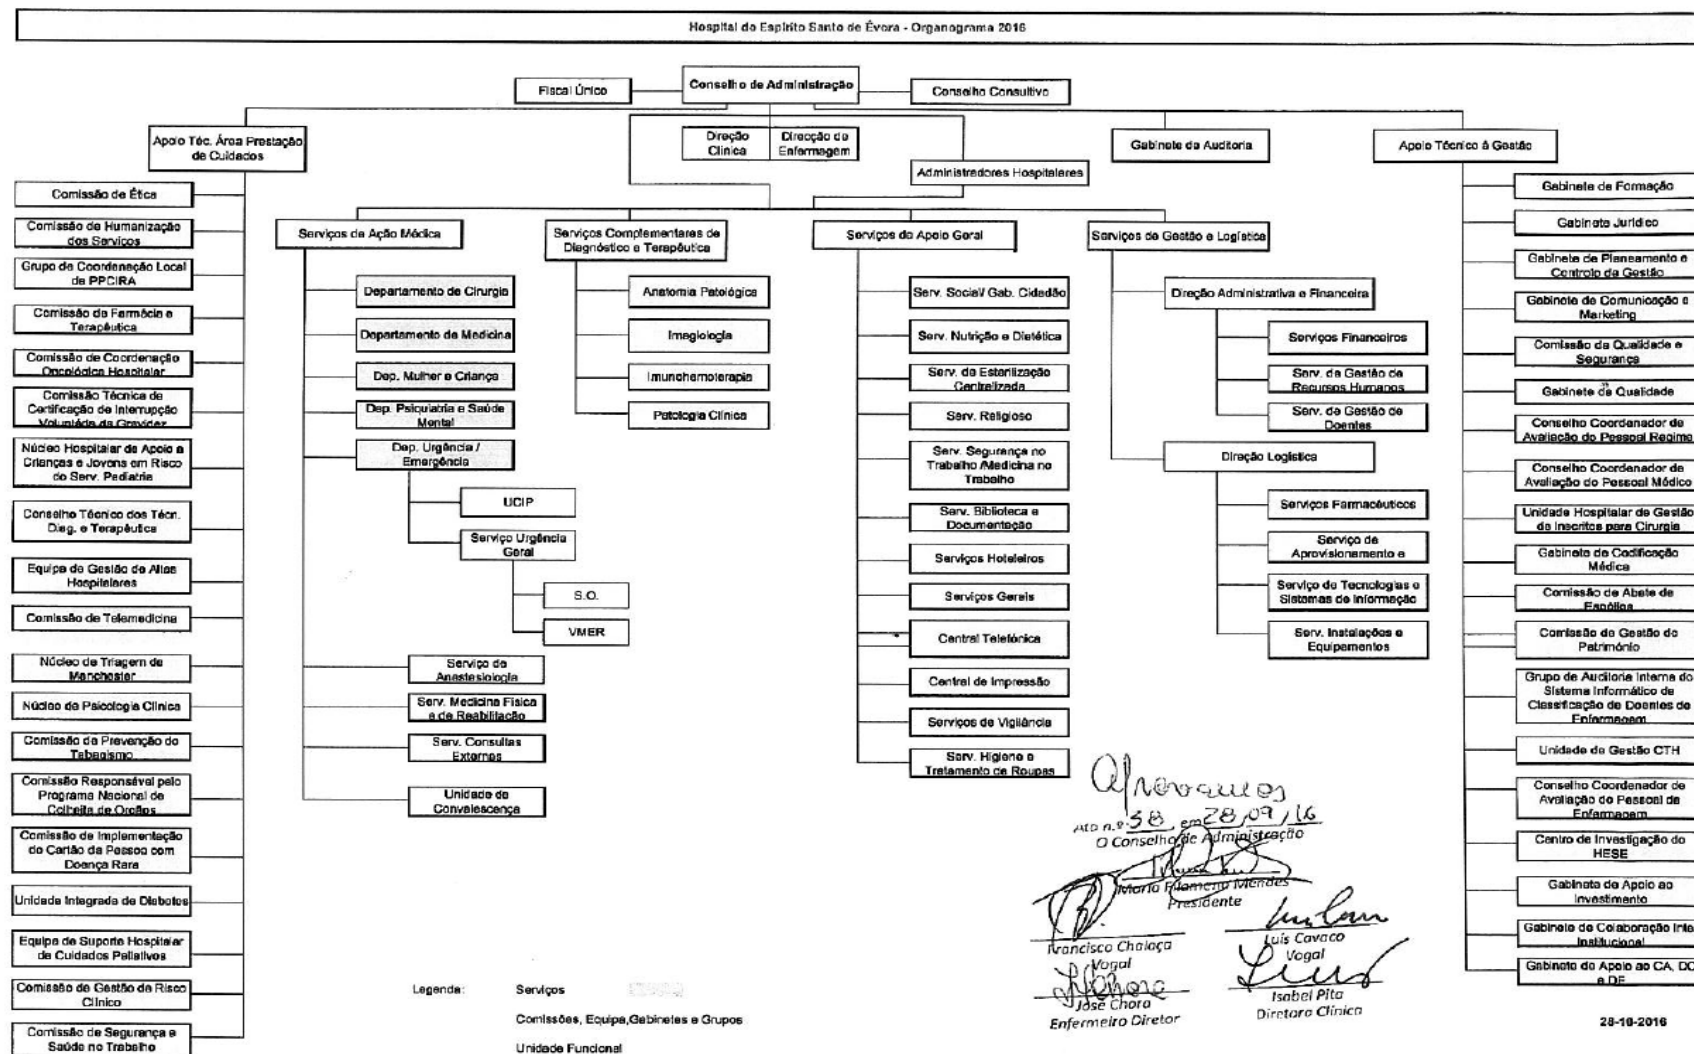 Hospital do Espírito Santo de Évora - Organograma 2016
Conselho de Administração
Fiscal Único
Conselho Consultivo
Apoio Téc. Área Prestação
de Cuidados
Direção
Clínica
Direcção de
Enfermagem
Gabinete de Auditoria
Apoio Técnico à Gestão
Administradores Hospitalares
Comissão de Ética
Comissão de Humanização
dos Serviços
Grupo de Coordenação Local
de PPCIRA
Comissão de Farmácia e
Terapêutica
Comissão de Coordenação
Oncológica Hospitalar
Comissão Técnica de
Certificação de Interrupção
Voluntária da Gravidez
Núcleo Hospitalar de Apoio a
Crianças e Jovens em Risco
do Serv. Pediatria
Conselho Técnico dos Técn.
Diag. e Terapêutica
Equipa de Gestão de Altas
Hospitalares
Comissão de Telemedicina
Núcleo de Triagem de
Manchester
Núcleo de Psicologia Clínica
Comissão de Prevenção do
Tabagismo
Comissão Responsável pelo
Programa Nacional de
Colheita de Orgãos
Comissão de Implementação
do Cartão da Pessoa com
Doença Rara
Unidade Integrada de Diabetes
Equipa de Suporte Hospitalar
de Cuidados Paliativos
Comissão de Gestão de Risco
Clínico
Comissão de Segurança e
Saúde no Trabalho
Serviços de Ação Médica
Departamento de Cirurgia
Departamento de Medicina
Dep. Mulher e Criança
Dep. Psiquiatria e Saúde
Mental
Dep. Urgência /
Emergência
UCIP
Serviço Urgência
Geral
S.O.
VMER
Serviço de
Anastesiologia
Serv. Medicina Física
e de Reabilitação
Serv. Consultas
Externas
Unidade de
Convalescença
Serviços Complementares de
Diagnóstico e Terapêutica
Anatomia Patológica
Imagiologia
Imunohemoterapia
Patologia Clínica
Serviços de Apoio Geral
Serv. Social/ Gab. Cidadão
Serv. Nutrição e Dietética
Serv. de Esterilização
Centralizada
Serv. Religioso
Serv. Segurança no
Trabalho /Medicina no
Trabalho
Serv. Biblioteca e
Documentação
Serviços Hoteleiros
Serviços Gerais
Central Telefónica
Central de Impressão
Serviços de Vigilância
Serv. Higiene e
Tratamento de Roupas
Serviços de Gestão e Logística
Direção Administrativa e Financeira
Serviços Financeiros
Serv. de Gestão de
Recursos Humanos
Serv. de Gestão de
Doentes
Direção Logística
Serviços Farmacêuticos
Serviço de
Aprovisionamento e
Serviço de Tecnologias e
Sistemas de Informação
Serv. Instalações e
Equipamentos
Gabinete de Formação
Gabinete Jurídico
Gabinete de Planeamento e
Controlo da Gestão
Gabinete de Comunicação e
Marketing
Comissão da Qualidade e
Segurança
Gabinete da Qualidade
Conselho Coordenador de
Avaliação do Pessoal Regime
Conselho Coordenador de
Avaliação do Pessoal Médico
Unidade Hospitalar de Gestão
de Inscritos para Cirurgia
Gabinete de Codificação
Médica
Comissão de Abate de
Espólios
Comissão de Gestão do
Património
Grupo de Auditoria Interna do
Sistema Informático de
Classificação de Doentes de
Enfermagem
Unidade da Gestão CTH
Conselho Coordenador de
Avaliação do Pessoal de
Enfermagem
Centro de Investigação do
HESE
Gabinete de Apoio ao
Investimento
Gabinete de Colaboração Inte
Institucional
Gabinete do Apoio ao CA, DC
e DE
Aprovamos
Ata n.º 38, em 28/09/16
O Conselho de Administração
Maria Filomena Mendes
Presidente
Francisco Chalaça
Vogal
Luís Cavaco
Vogal
José Chora
Enfermeiro Diretor
Isabel Pita
Diretora Clínica
Legenda:
Serviços
Comissões, Equipa,Gabinetes e Grupos
Unidade Funcional
28-10-2016